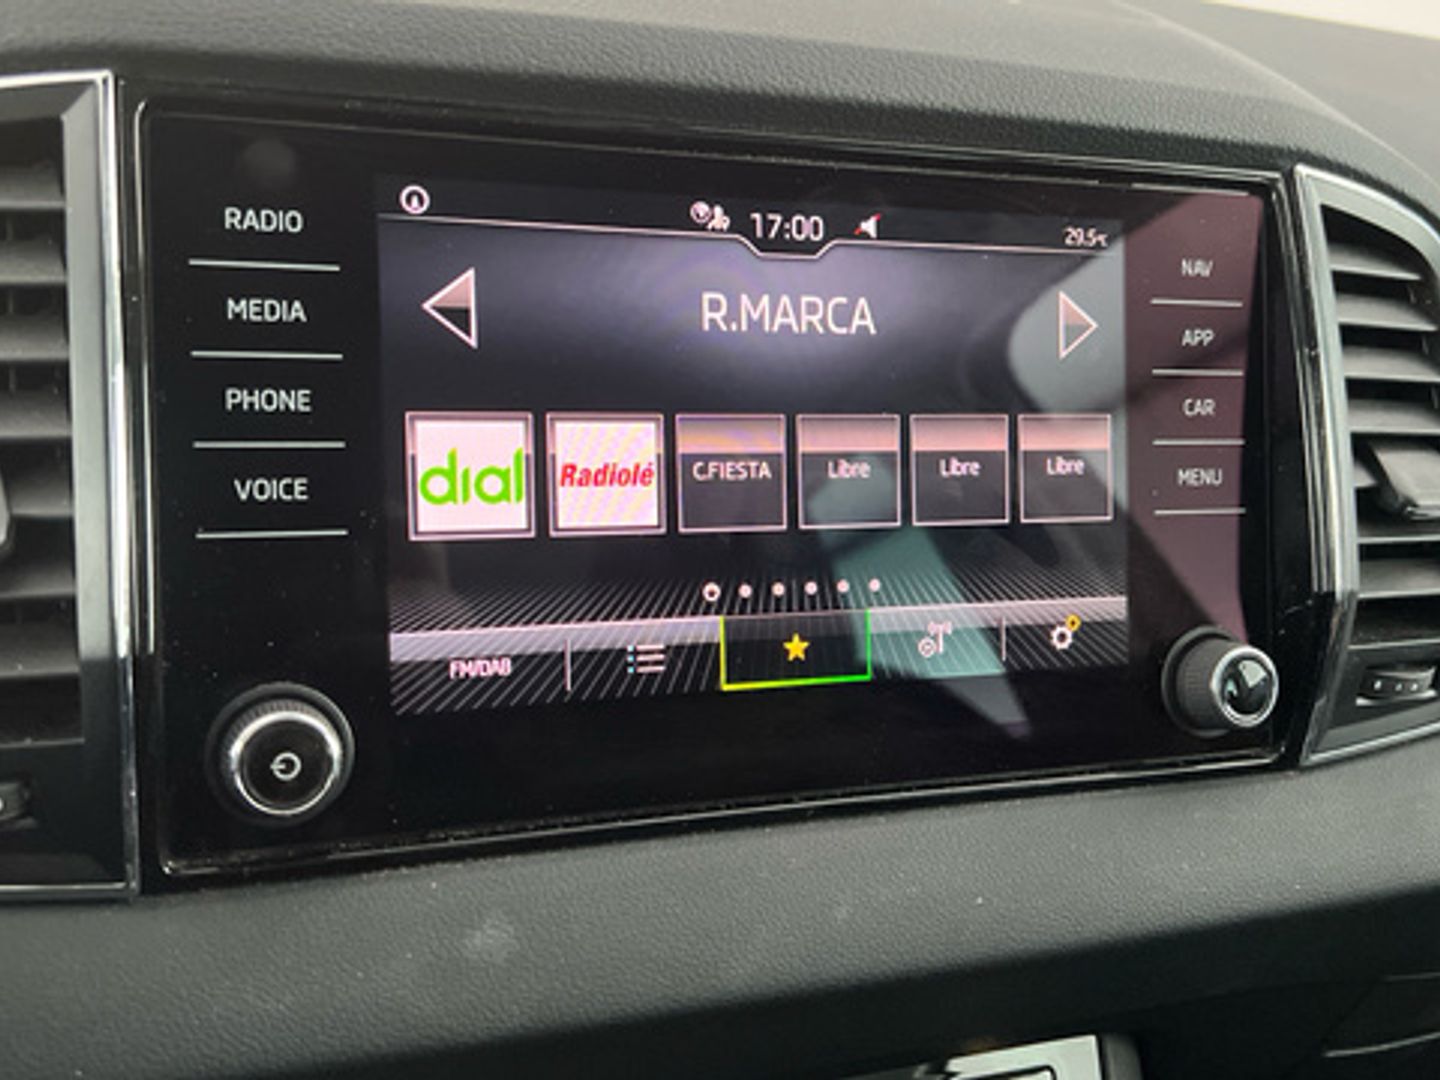 RADIO
MEDIA
PHONE
VOICE
17:00
29.5°C
R.MARCA
dial
Radiolé
C.FIESTA
Libre
Libre
Libre
FM/DAB
NAV
APP
CAR
MENU